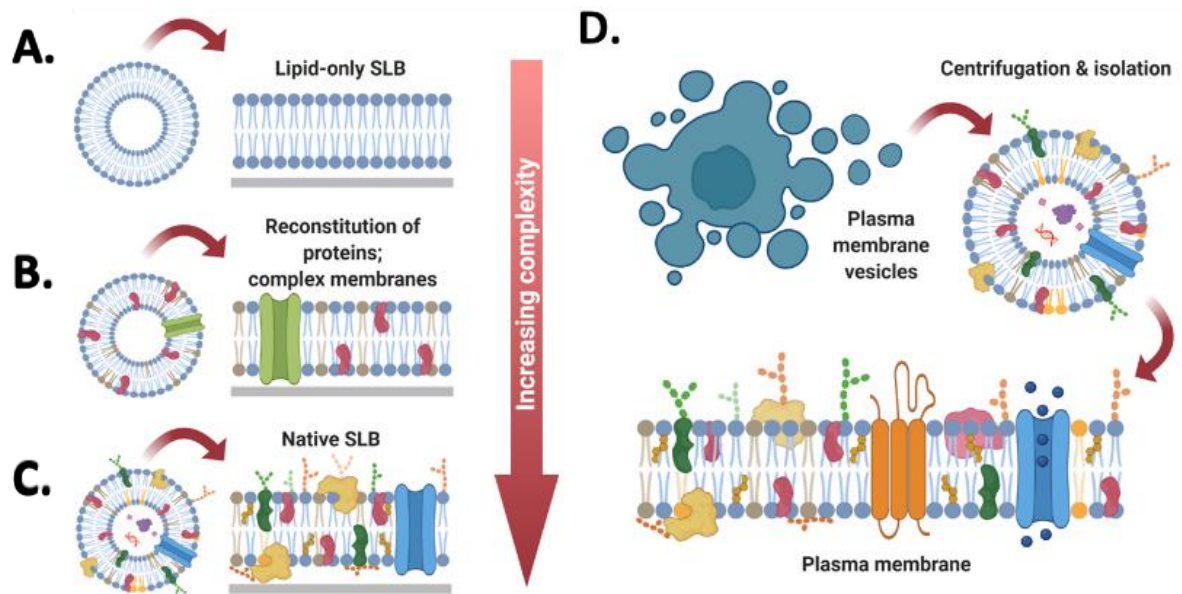 A.
Lipid-only SLB
B.
Reconstitution of
proteins;
complex membranes
C.
Native SLB
Increasing complexity
D.
Centrifugation & isolation
Plasma
membrane
vesicles
Plasma membrane